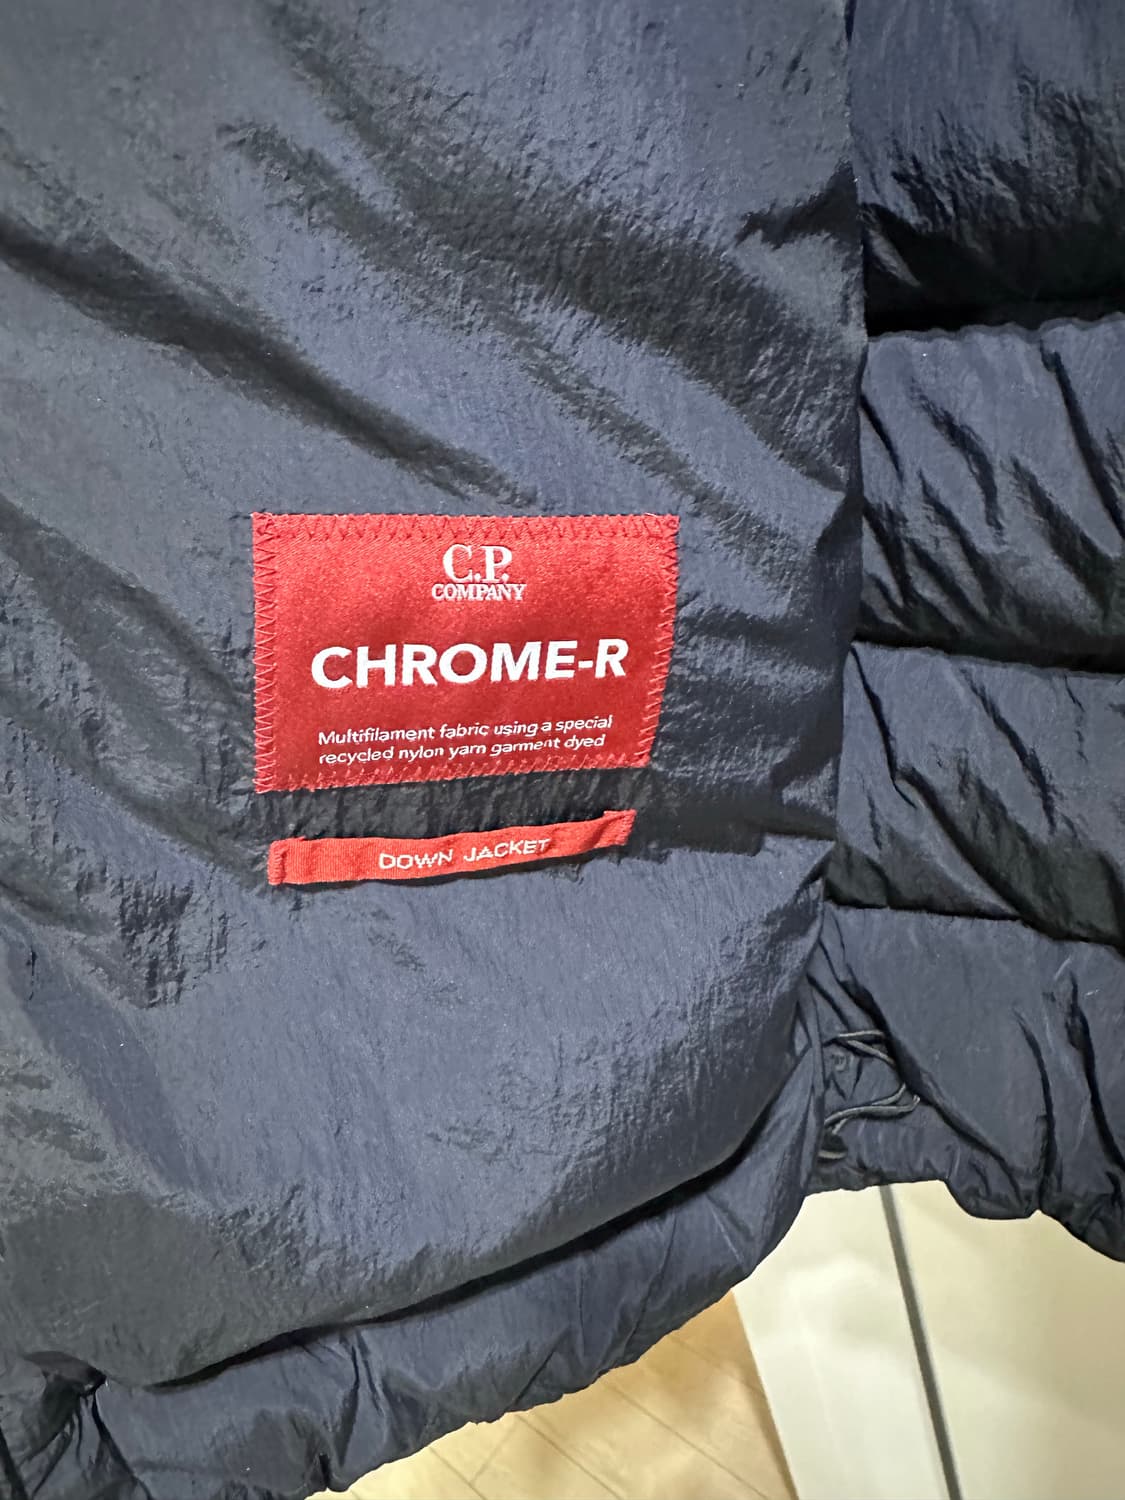 C.P.
COMPANY
CHROME-R
Multifilament fabric using a special
recycled nylon yarn garment dyed
DOWN JACKET